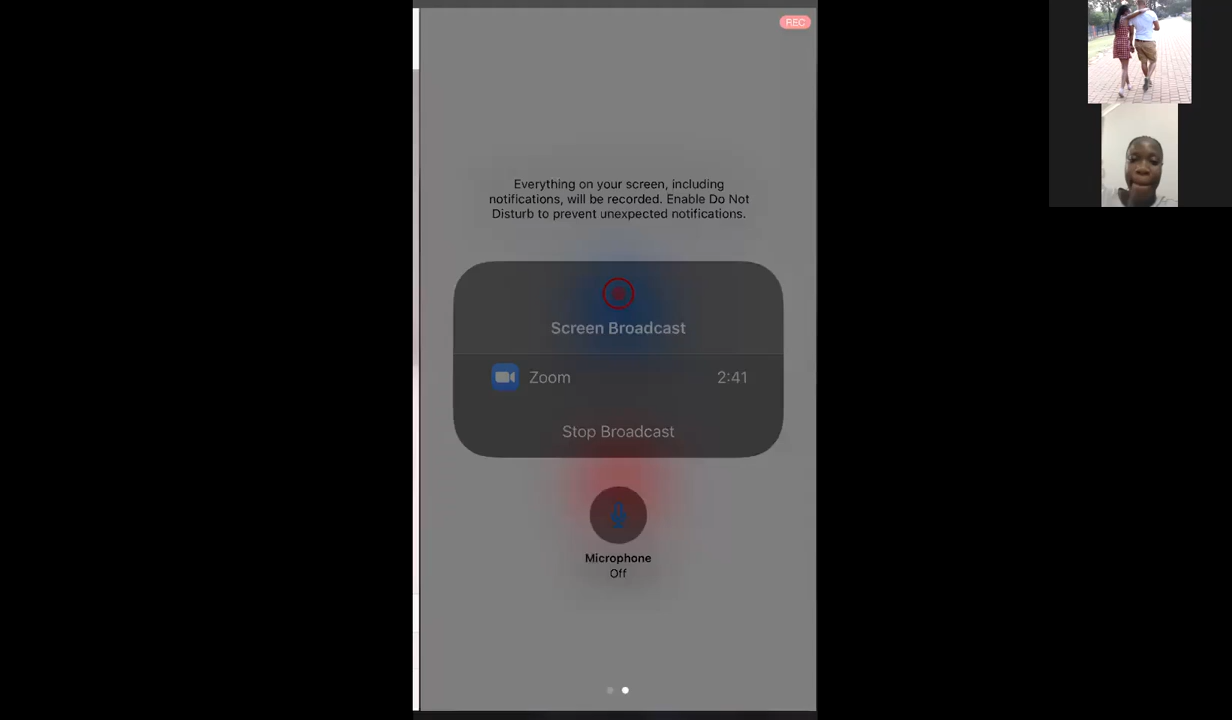 REC
Everything on your screen, including
notifications, will be recorded. Enable Do Not
Disturb to prevent unexpected notifications.
Screen Broadcast
Zoom 2:41
Stop Broadcast
Microphone
Off